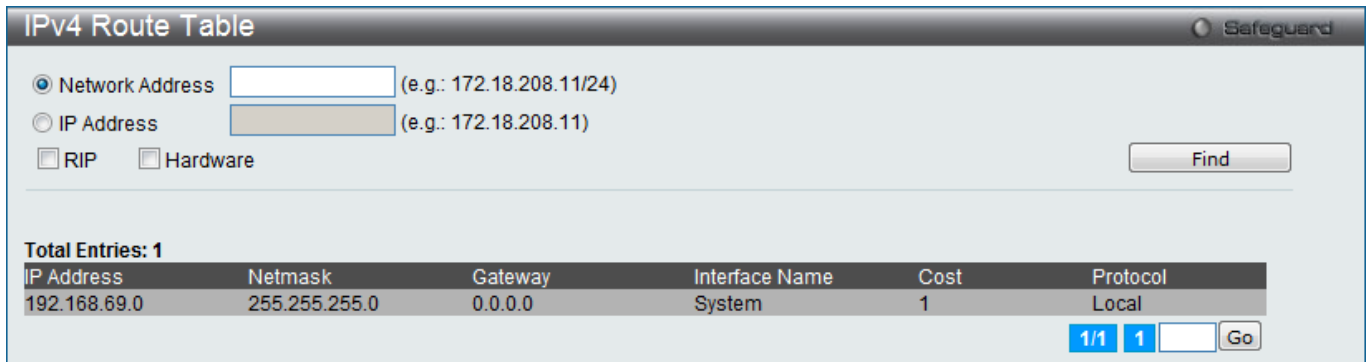 IPv4 Route Table Safeguard
Network Address (e.g.: 172.18.208.11/24)
IP Address (e.g.: 172.18.208.11)
RIP Hardware Find
Total Entries: 1
IP Address Netmask Gateway Interface Name Cost Protocol
192.168.69.0 255.255.255.0 0.0.0.0 System 1 Local
1/1 1 Go